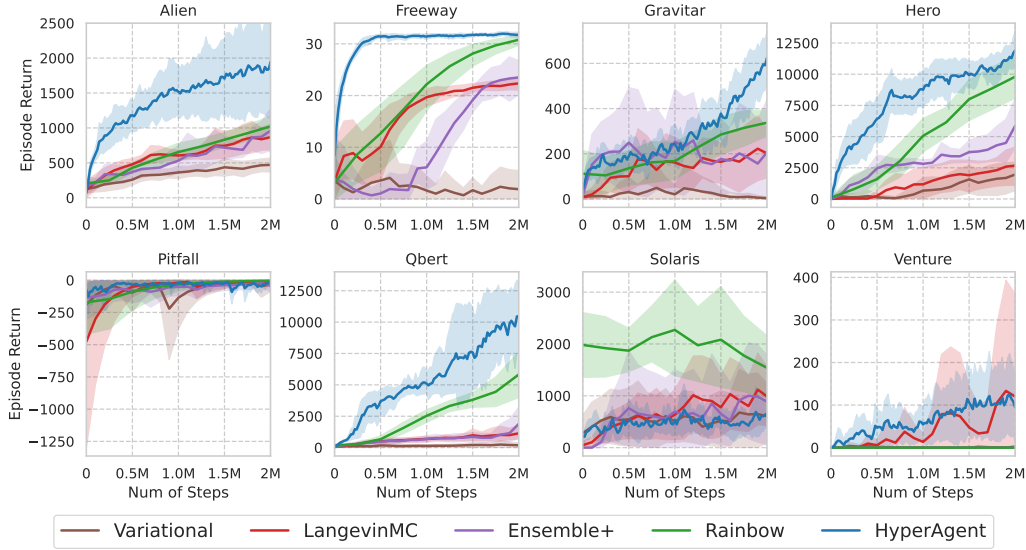 Alien
Freeway
Gravitar
Hero
Episode Return
2500
2000
1500
1000
500
0
30
20
10
0
600
400
200
0
12500
10000
7500
5000
2500
0
0 0.5M 1.0M 1.5M 2M
0 0.5M 1.0M 1.5M 2M
0 0.5M 1.0M 1.5M 2M
0 0.5M 1.0M 1.5M 2M
Pitfall
Qbert
Solaris
Venture
Episode Return
0
−250
−500
−750
−1000
−1250
12500
10000
7500
5000
2500
0
3000
2000
1000
0
400
300
200
100
0
0 0.5M 1.0M 1.5M 2M
0 0.5M 1.0M 1.5M 2M
0 0.5M 1.0M 1.5M 2M
0 0.5M 1.0M 1.5M 2M
Num of Steps
Num of Steps
Num of Steps
Num of Steps
Variational LangevinMC Ensemble+ Rainbow HyperAgent